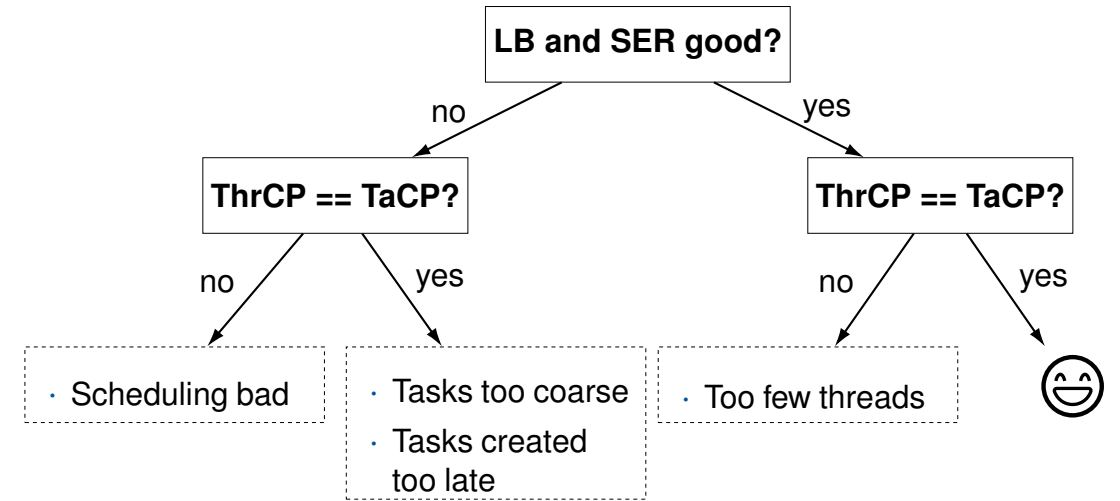 LB and SER good?
no
yes
ThrCP == TaCP?
ThrCP == TaCP?
no
yes
no
yes
· Scheduling bad
· Tasks too coarse
· Tasks created
too late
· Too few threads